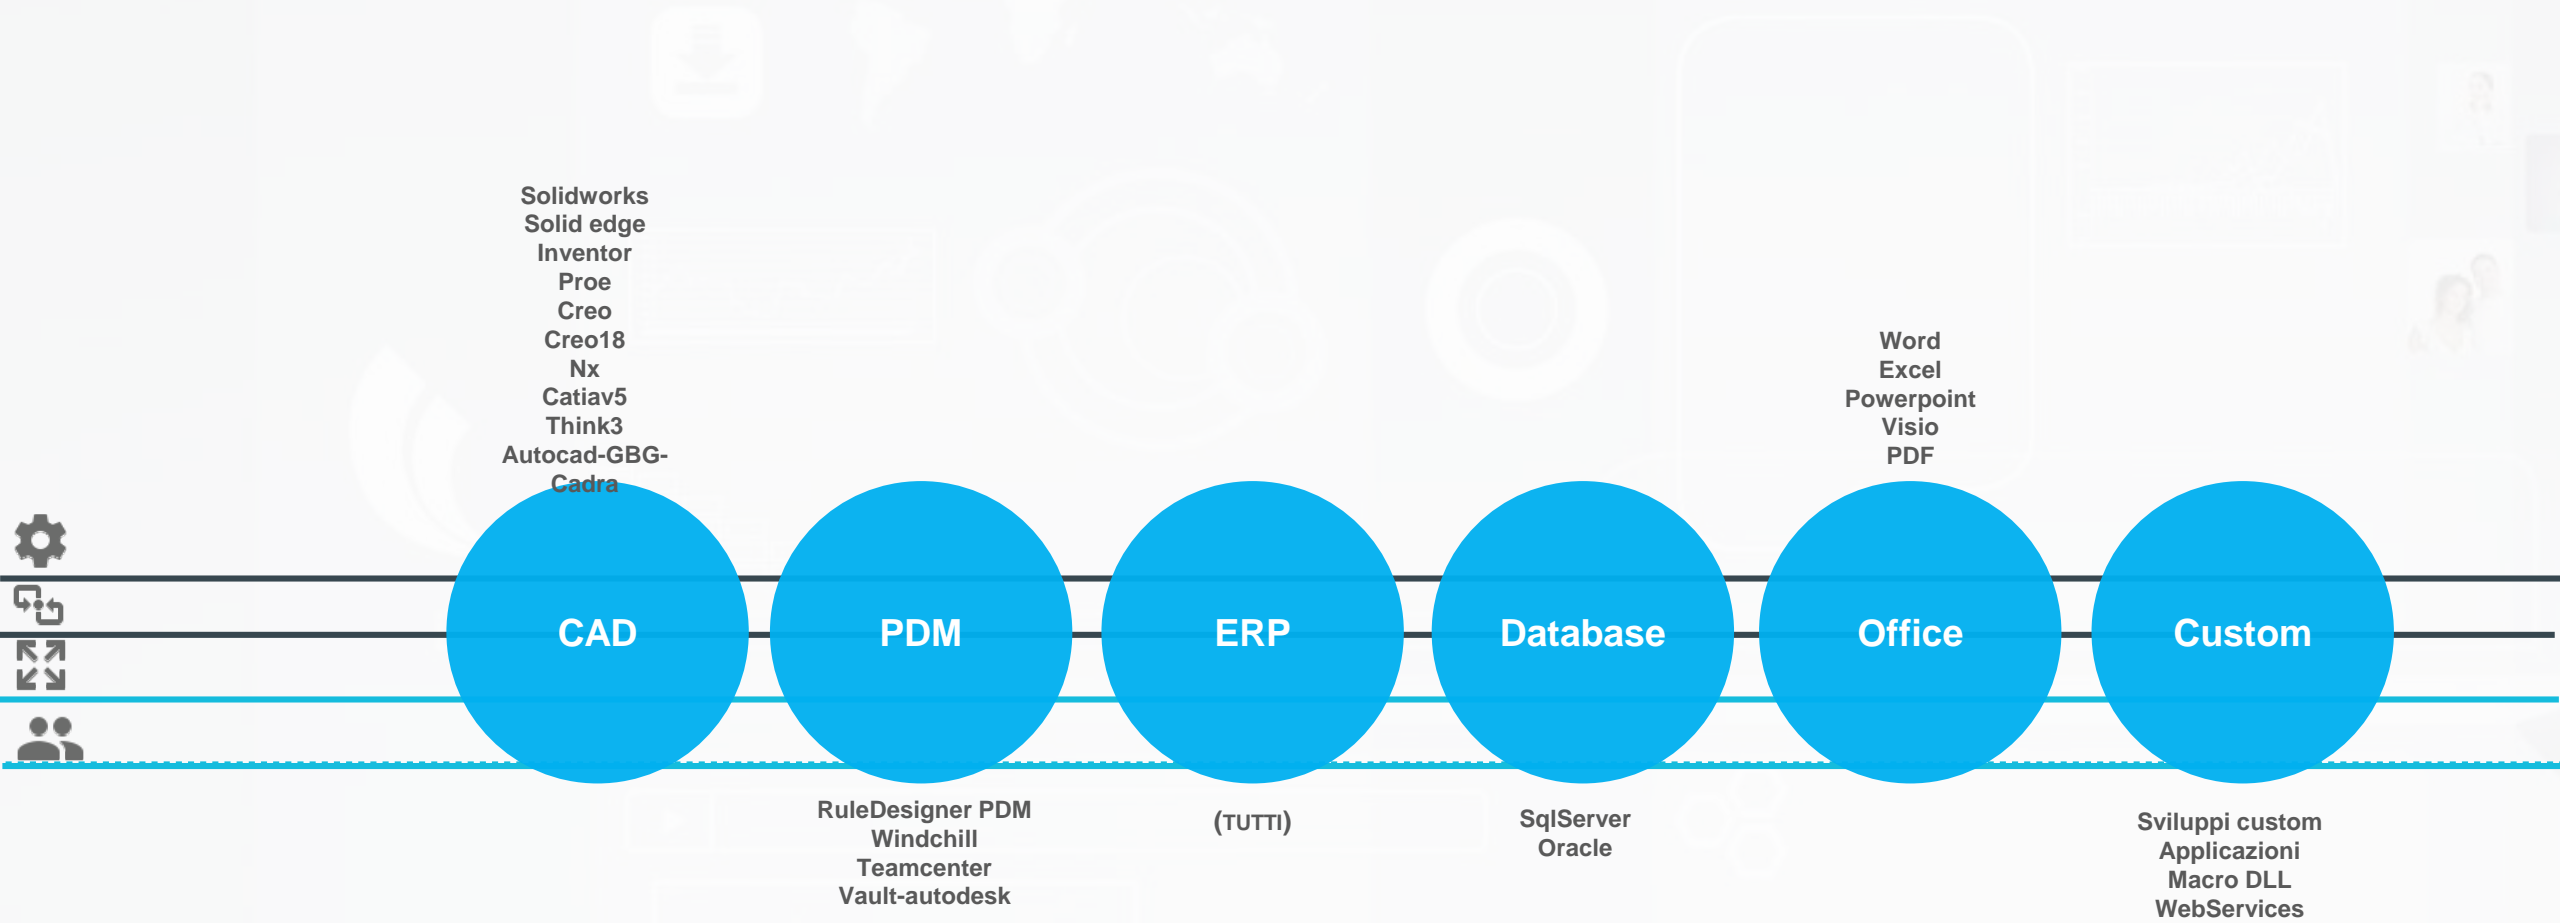 Solidworks
Solid edge
Inventor
Proe
Creo
Creo18
Nx
Catiav5
Think3
Autocad-GBG-
Cadra
Word
Excel
Powerpoint
Visio
PDF
CAD
PDM
ERP
Database
Office
Custom
RuleDesigner PDM
Windchill
Teamcenter
Vault-autodesk
(TUTTI)
SqlServer
Oracle
Sviluppi custom
Applicazioni
Macro DLL
WebServices